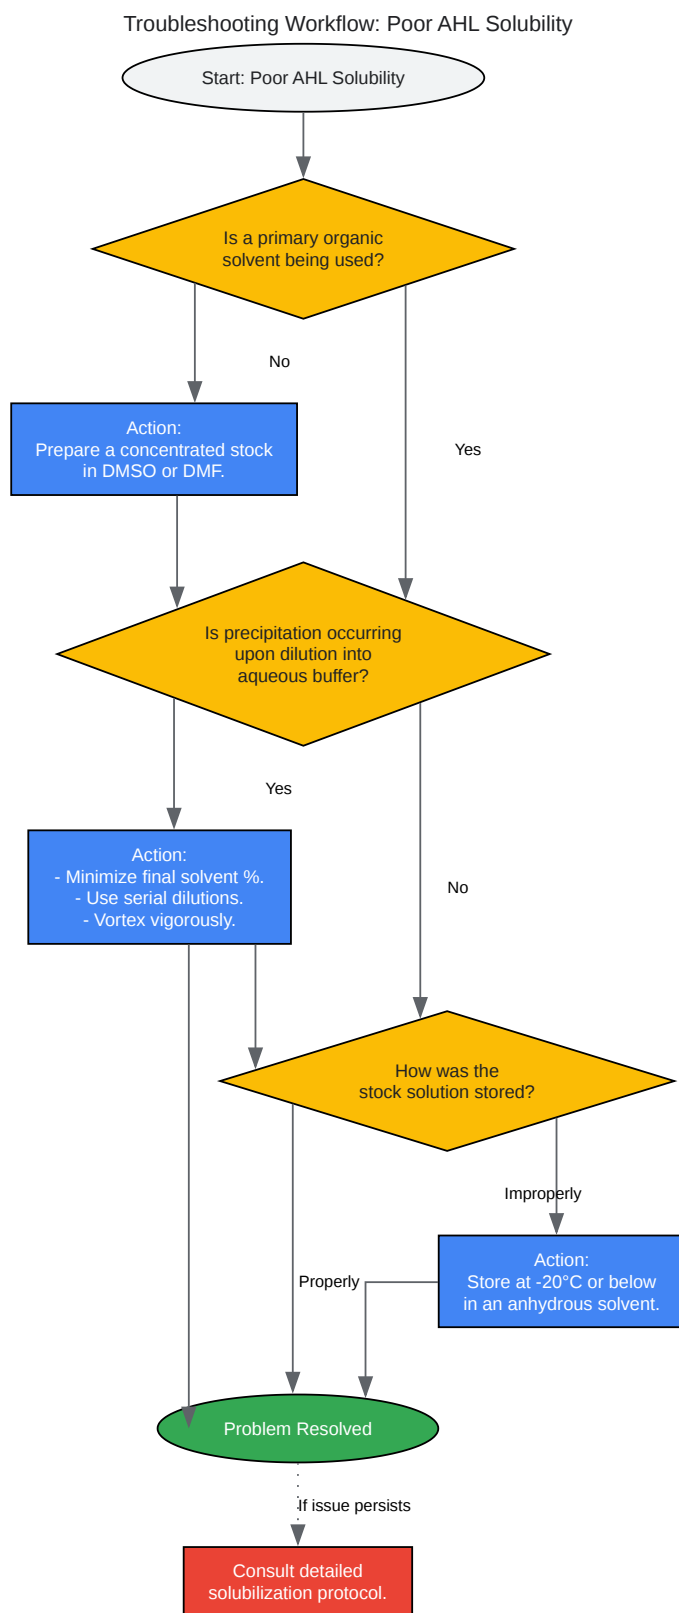 Troubleshooting Workflow: Poor AHL Solubility
Start: Poor AHL Solubility
Is a primary organic
solvent being used?
No
Yes
Action:
Prepare a concentrated stock
in DMSO or DMF.
Is precipitation occurring
upon dilution into
aqueous buffer?
Yes
No
Action:
- Minimize final solvent %.
- Use serial dilutions.
- Vortex vigorously.
How was the
stock solution stored?
Improperly
Properly
Action:
Store at -20°C or below
in an anhydrous solvent.
Problem Resolved
If issue persists
Consult detailed
solubilization protocol.